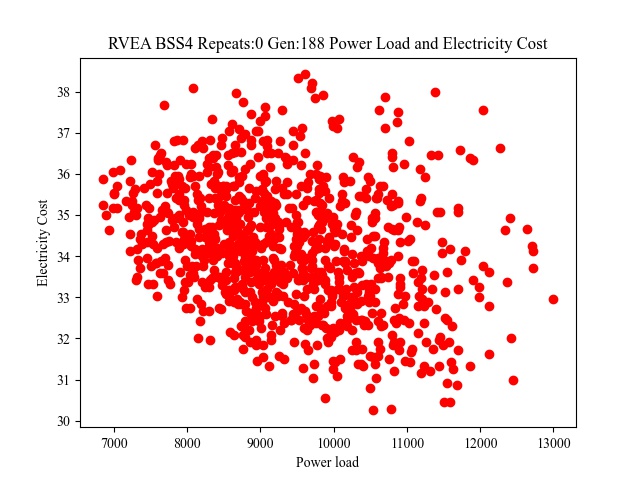 RVEA BSS4 Repeats:0 Gen:188 Power Load and Electricity Cost
38
37
36
35
34
33
32
31
30
Electricity Cost
7000 8000 9000 10000 11000 12000 13000
Power load